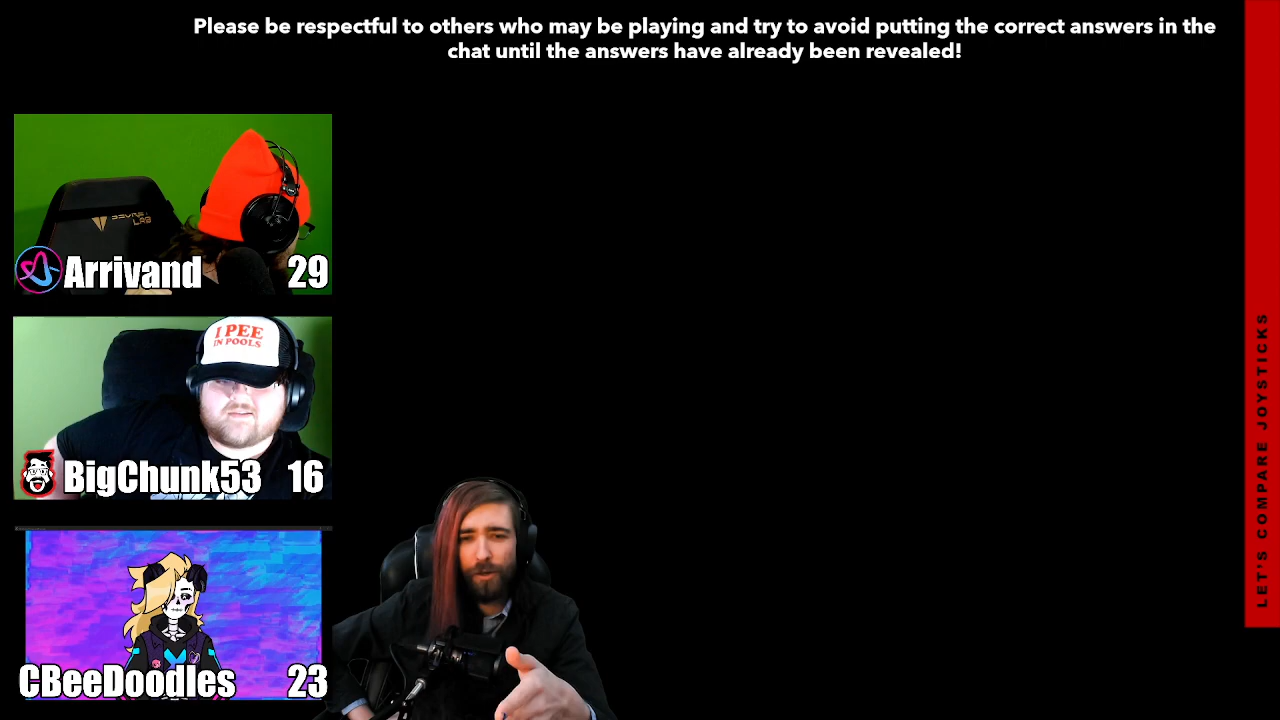 Please be respectful to others who may be playing and try to avoid putting the correct answers in the
chat until the answers have already been revealed!
Arrivand 29
I PEE
IN POOLS
BigChunk53 16
CBeeDoodles 23
LET'S COMPARE JOYSTICKS